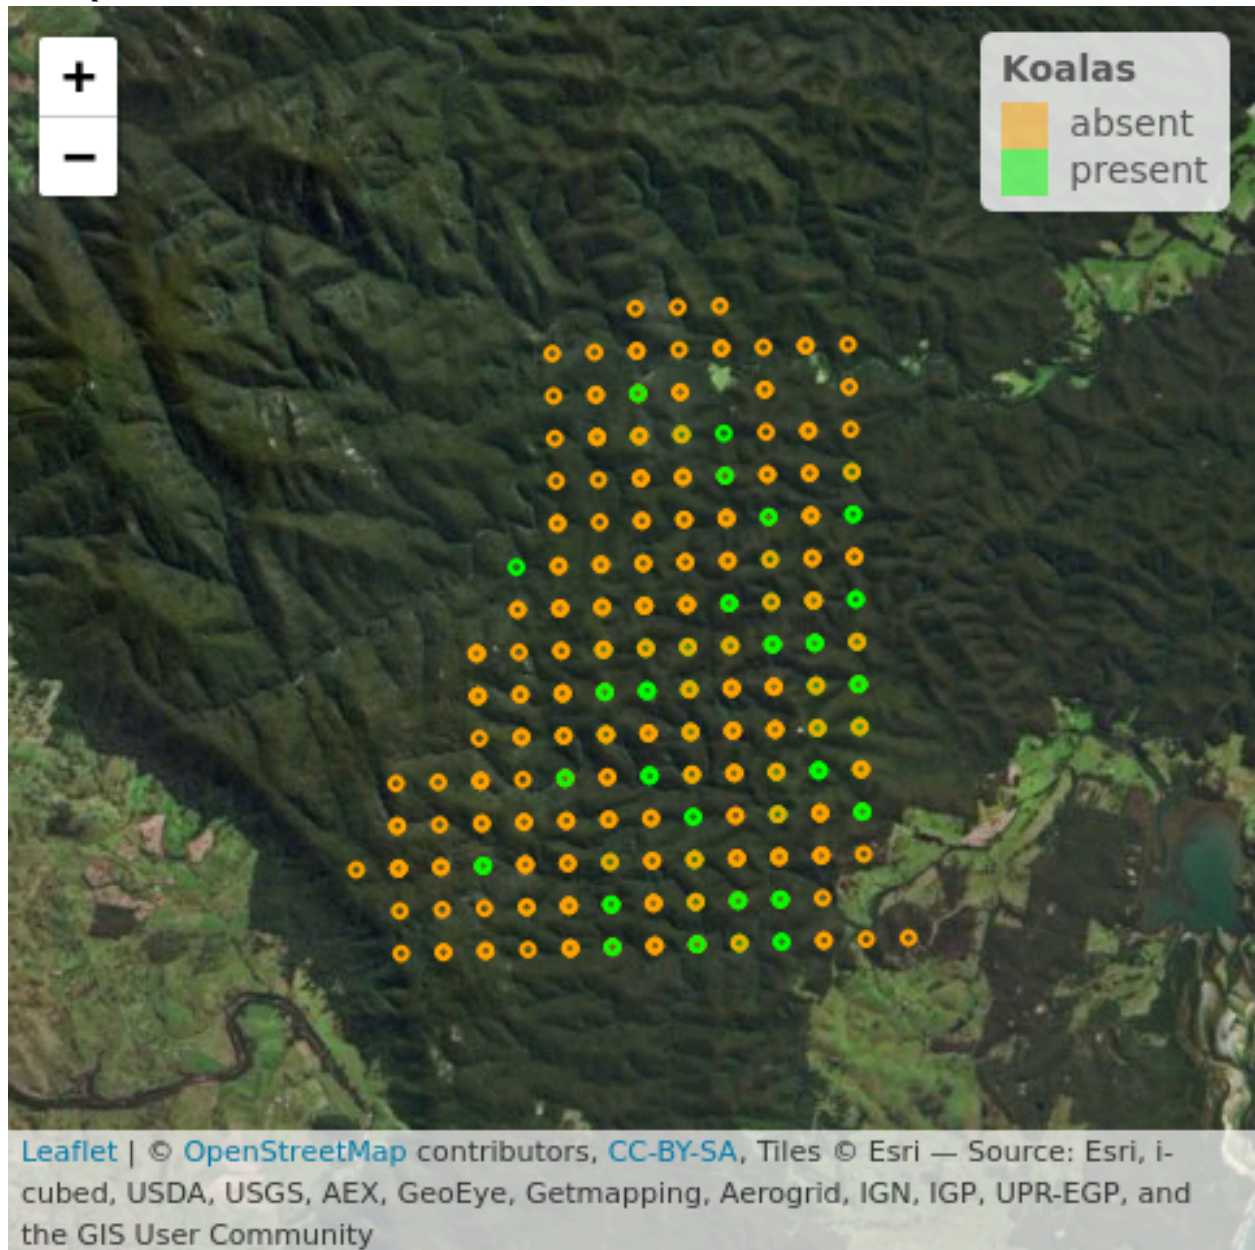 +
−
Koalas
absent
present
Leaflet | © OpenStreetMap contributors, CC-BY-SA, Tiles © Esri — Source: Esri, i-
cubed, USDA, USGS, AEX, GeoEye, Getmapping, Aerogrid, IGN, IGP, UPR-EGP, and
the GIS User Community